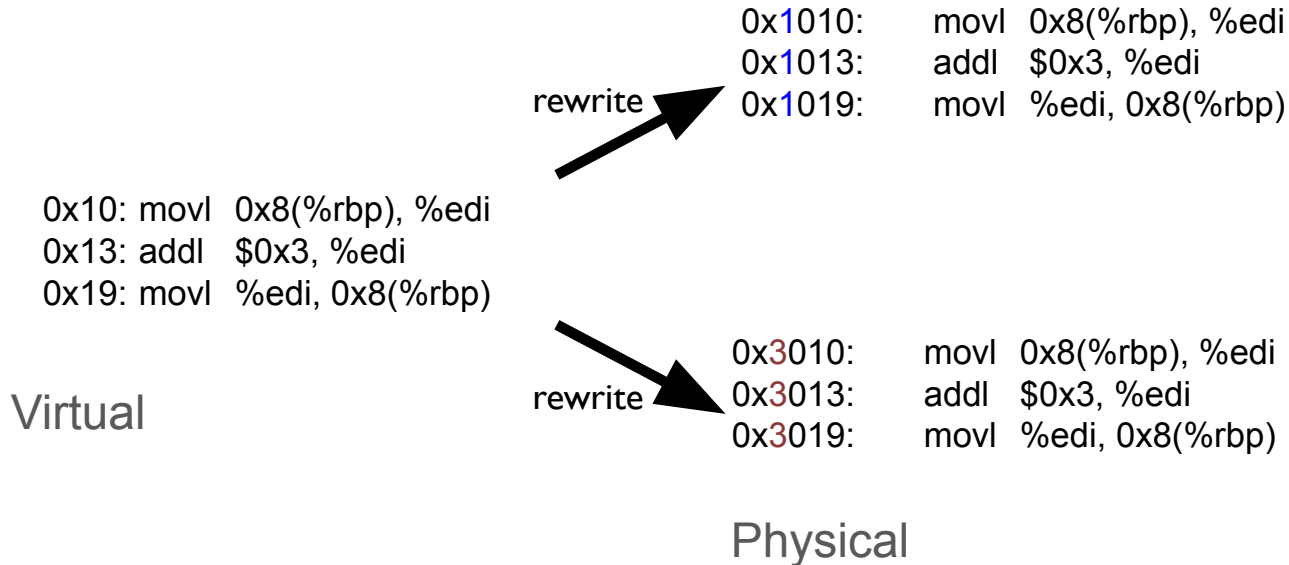 0x1010: movl 0x8(%rbp), %edi
0x1013: addl $0x3, %edi
0x1019: movl %edi, 0x8(%rbp)
rewrite
0x10: movl 0x8(%rbp), %edi
0x13: addl $0x3, %edi
0x19: movl %edi, 0x8(%rbp)
Virtual
rewrite
0x3010: movl 0x8(%rbp), %edi
0x3013: addl $0x3, %edi
0x3019: movl %edi, 0x8(%rbp)
Physical